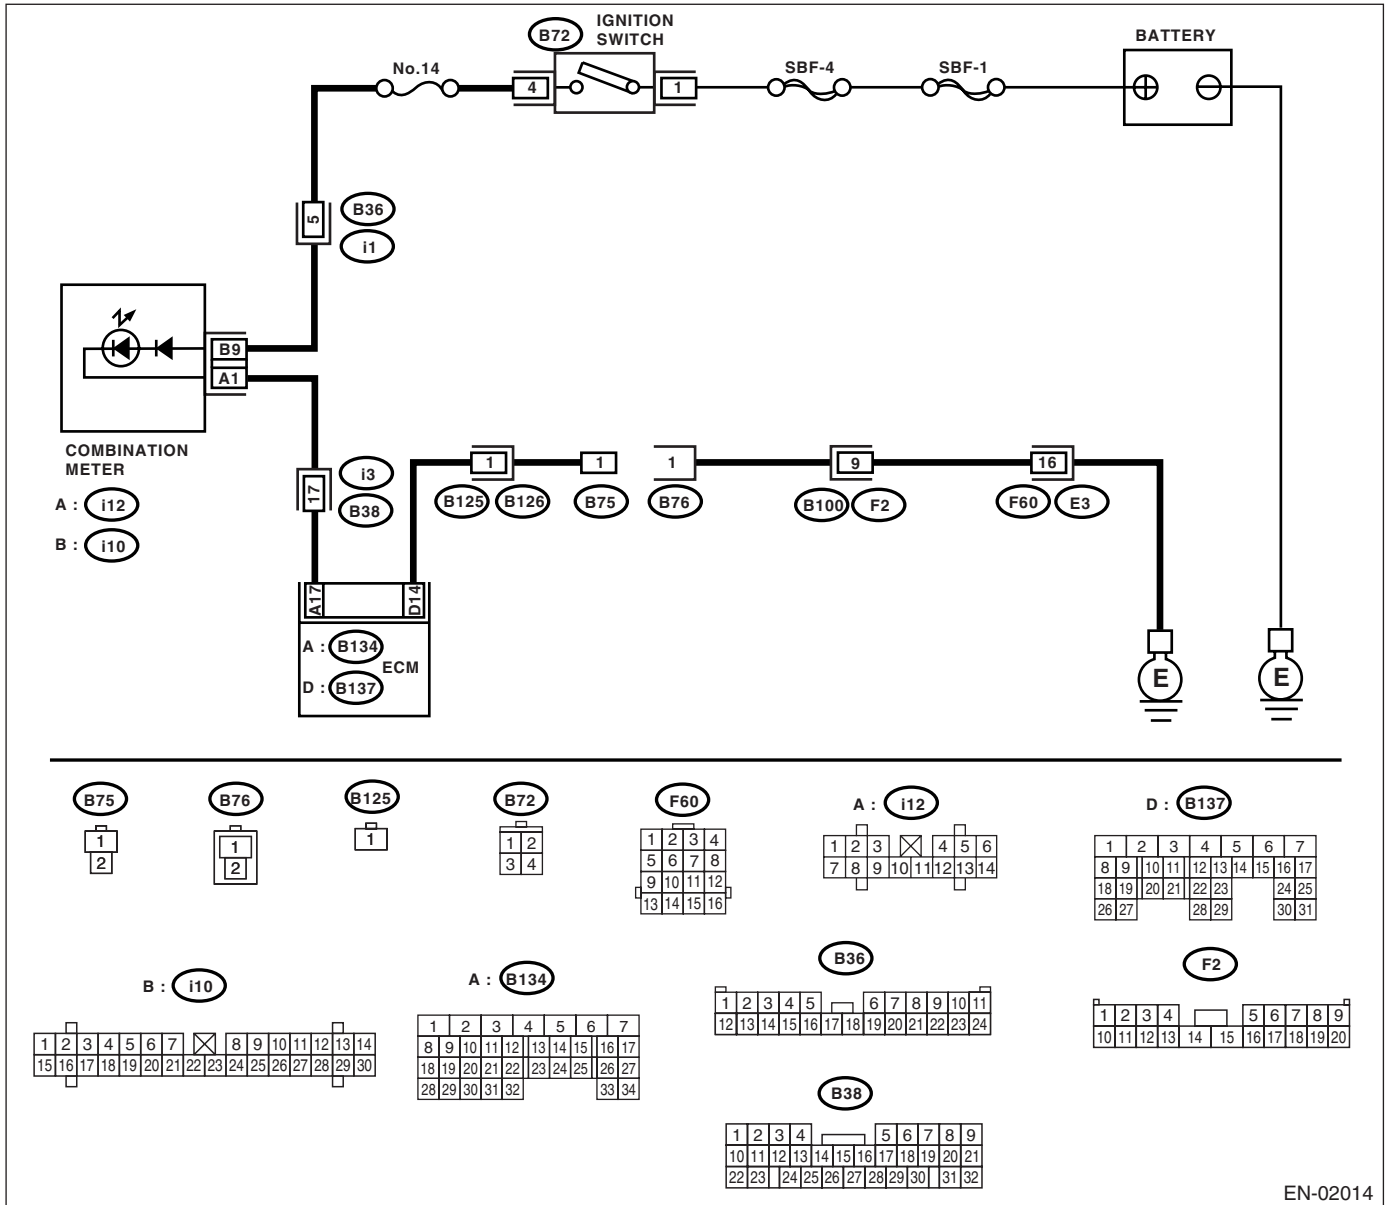 B72
IGNITION
SWITCH
BATTERY
No.14
4
1
SBF-4
SBF-1
5
B36
i1
B9
A1
COMBINATION
METER
A : i12
B : i10
17
i3
B38
1
B125 B126
1
B75
1
B76
9
B100 F2
16
F60 E3
A17
D14
A : B134
ECM
D : B137
E
E
B75
1
2
B76
1
2
B125
1
B72
1 2
3 4
F60
1 2 3 4
5 6 7 8
9 10 11 12
13 14 15 16
A : i12
1 2 3 4 5 6
7 8 9 10 11 12 13 14
D : B137
1 2 3 4 5 6 7
8 9 10 11 12 13 14 15 16 17
18 19 20 21 22 23 24 25
26 27 28 29 30 31
B : i10
1 2 3 4 5 6 7 8 9 10 11 12 13 14
15 16 17 18 19 20 21 22 23 24 25 26 27 28 29 30
A : B134
1 2 3 4 5 6 7
8 9 10 11 12 13 14 15 16 17
18 19 20 21 22 23 24 25 26 27
28 29 30 31 32 33 34
B36
1 2 3 4 5 6 7 8 9 10 11
12 13 14 15 16 17 18 19 20 21 22 23 24
F2
1 2 3 4 5 6 7 8 9
10 11 12 13 14 15 16 17 18 19 20
B38
1 2 3 4 5 6 7 8 9
10 11 12 13 14 15 16 17 18 19 20 21
22 23 24 25 26 27 28 29 30 31 32
EN-02014